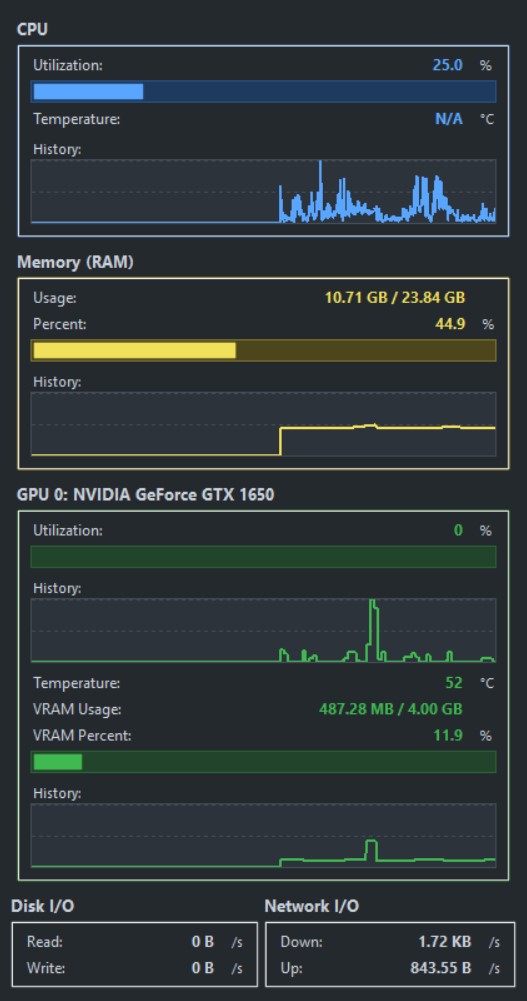 CPU
Utilization: 25.0 %
Temperature: N/A °C
History:
Memory (RAM)
Usage: 10.71 GB / 23.84 GB
Percent: 44.9 %
History:
GPU 0: NVIDIA GeForce GTX 1650
Utilization: 0 %
History:
Temperature: 52 °C
VRAM Usage: 487.28 MB / 4.00 GB
VRAM Percent: 11.9 %
History:
Disk I/O
Read: 0 B /s
Write: 0 B /s
Network I/O
Down: 1.72 KB /s
Up: 843.55 B /s